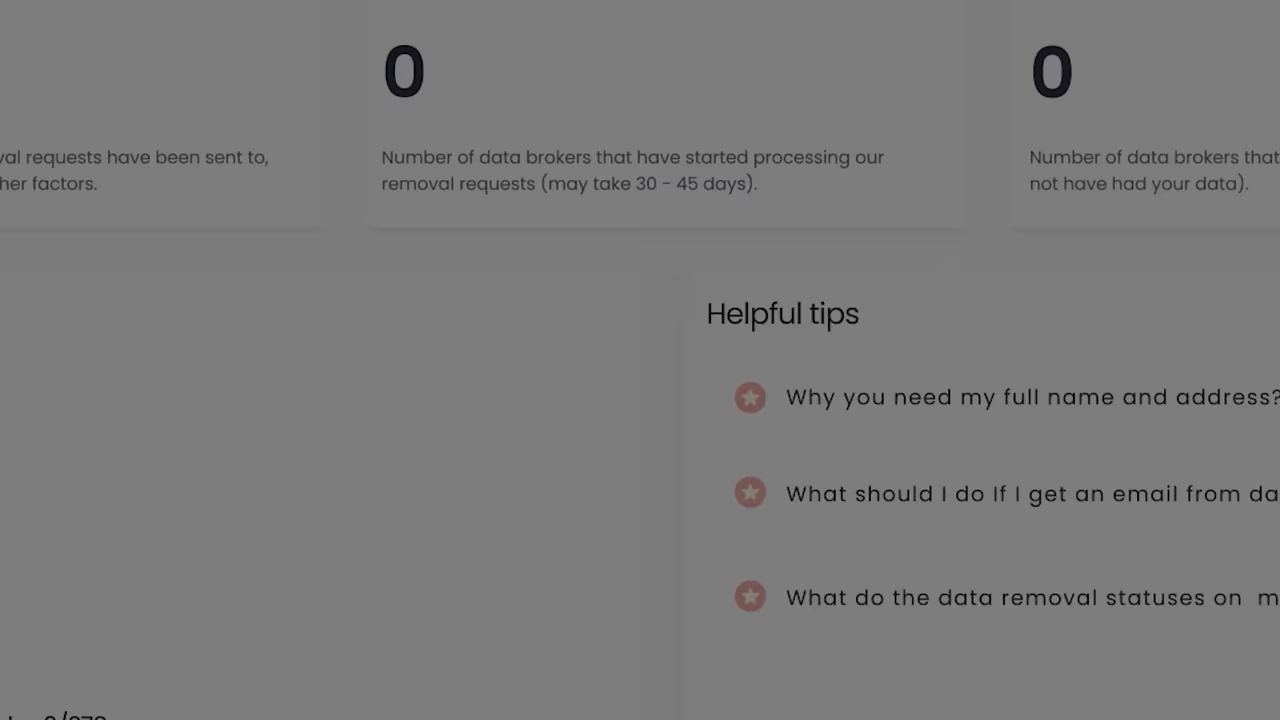 0
0
val requests have been sent to,
her factors.
Number of data brokers that have started processing our
removal requests (may take 30 - 45 days).
Number of data brokers that
not have had your data).
Helpful tips
Why you need my full name and address?
What should I do If I get an email from da
What do the data removal statuses on m